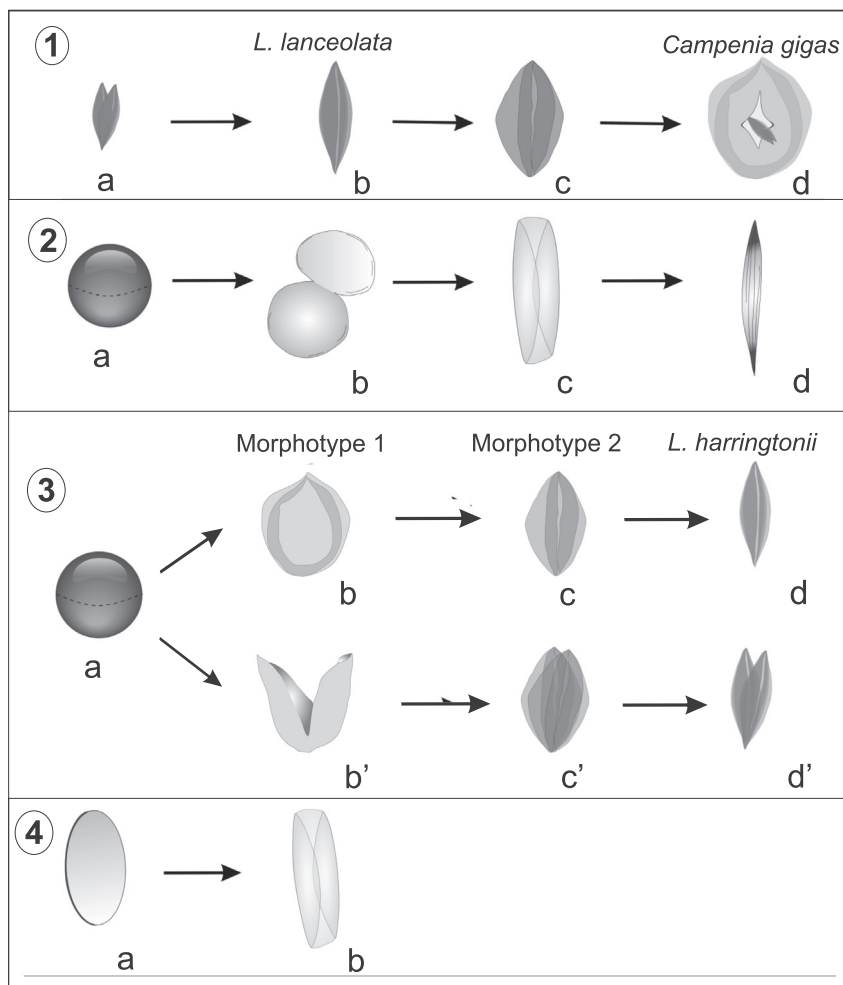 1
L. lanceolata
Campenia gigas
a
b
c
d
2
a
b
c
d
3
Morphotype 1
Morphotype 2
L. harringtonii
a
b
c
d
b'
c'
d'
4
a
b